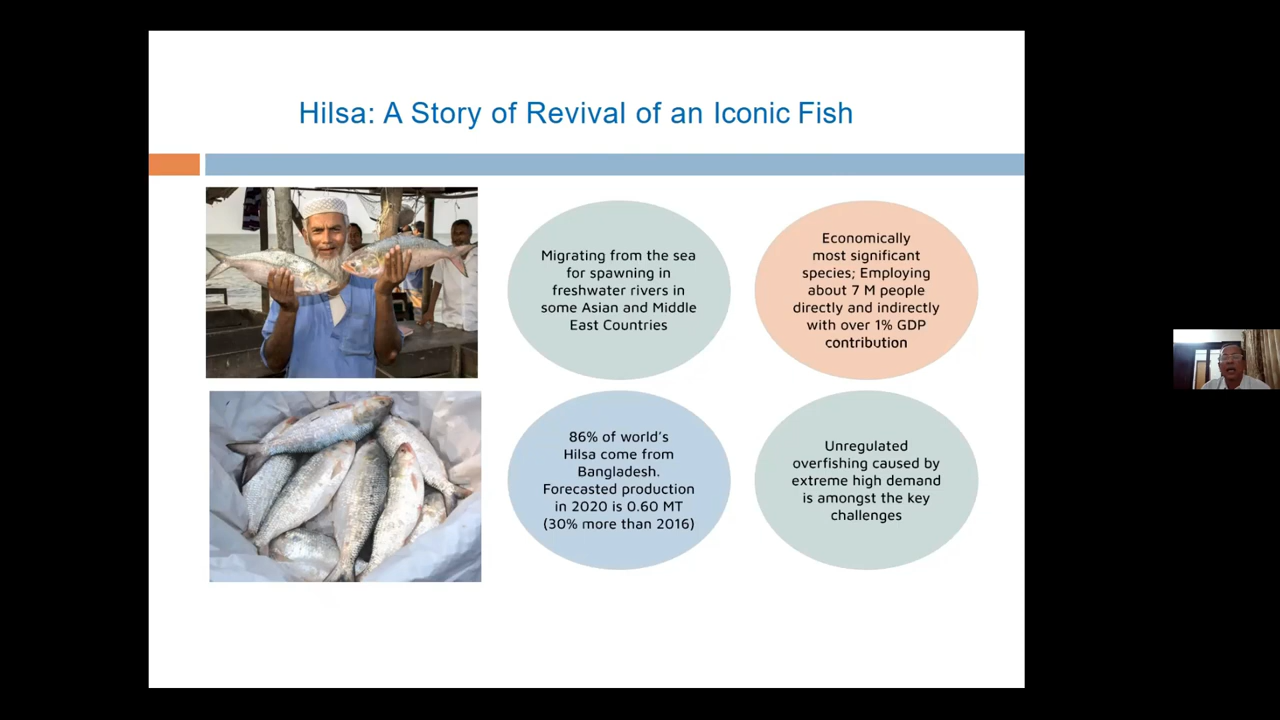 Hilsa: A Story of Revival of an Iconic Fish
Migrating from the sea
for spawning in
freshwater rivers in
some Asian and Middle
East Countries
Economically
most significant
species; Employing
about 7 M people
directly and indirectly
with over 1% GDP
contribution
86% of world's
Hilsa come from
Bangladesh.
Forecasted production
in 2020 is 0.60 MT
(30% more than 2016)
Unregulated
overfishing caused by
extreme high demand
is amongst the key
challenges